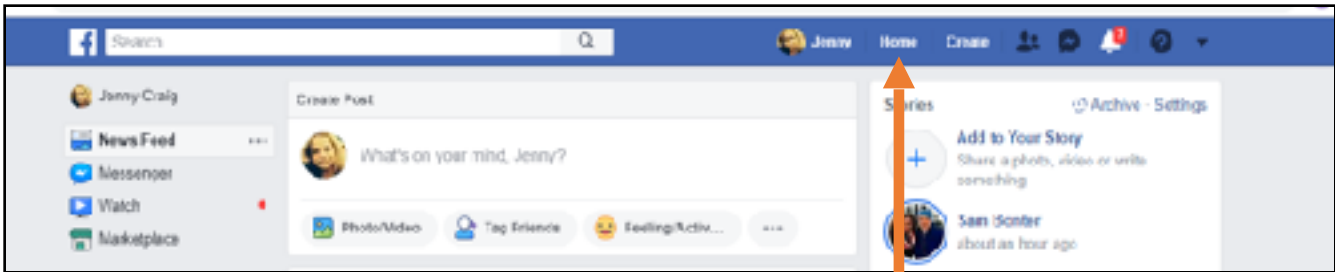 f Search Jenny Home Create
Jenny Craig
News Feed
Messenger
Watch
Marketplace
Create Post
What's on your mind, Jenny?
Photo/Video Tag Friends Feeling/Activ...
Stories Archive · Settings
Add to Your Story
Share a photo, video or write
something
Sam
about an hour ago